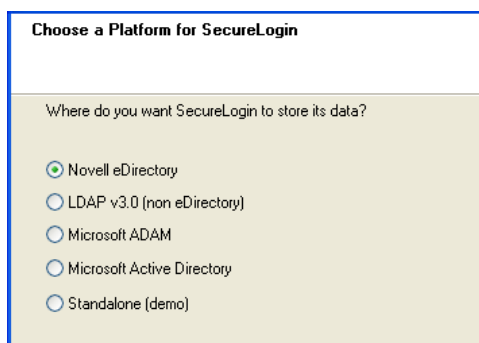 Choose a Platform for SecureLogin
Where do you want SecureLogin to store its data?
Novell eDirectory
LDAP v3.0 (non eDirectory)
Microsoft ADAM
Microsoft Active Directory
Standalone (demo)